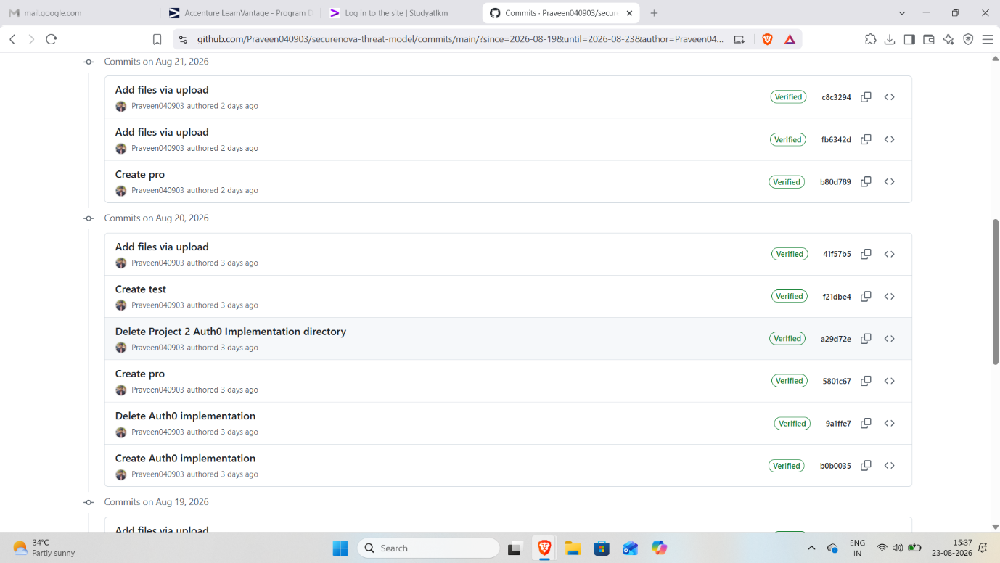 mail.google.com
Accenture LearnVantage - Program D
Log in to the site | Studyatlkm
Commits · Praveen040903/secure
github.com/Praveen040903/securenova-threat-model/commits/main/?since=2026-08-19&until=2026-08-23&author=Praveen04...
Commits on Aug 21, 2026
Add files via upload
Praveen040903 authored 2 days ago
Verified
c8c3294
Add files via upload
Praveen040903 authored 2 days ago
Verified
fb6342d
Create pro
Praveen040903 authored 2 days ago
Verified
b80d789
Commits on Aug 20, 2026
Add files via upload
Praveen040903 authored 3 days ago
Verified
41f57b5
Create test
Praveen040903 authored 3 days ago
Verified
f21dbe4
Delete Project 2 Auth0 Implementation directory
Praveen040903 authored 3 days ago
Verified
a29d72e
Create pro
Praveen040903 authored 3 days ago
Verified
5801c67
Delete Auth0 implementation
Praveen040903 authored 3 days ago
Verified
9a1ffe7
Create Auth0 implementation
Praveen040903 authored 3 days ago
Verified
b0b0035
Commits on Aug 19, 2026
Add files via upload
34°C
Partly sunny
Search
ENG
IN
15:37
23-08-2026